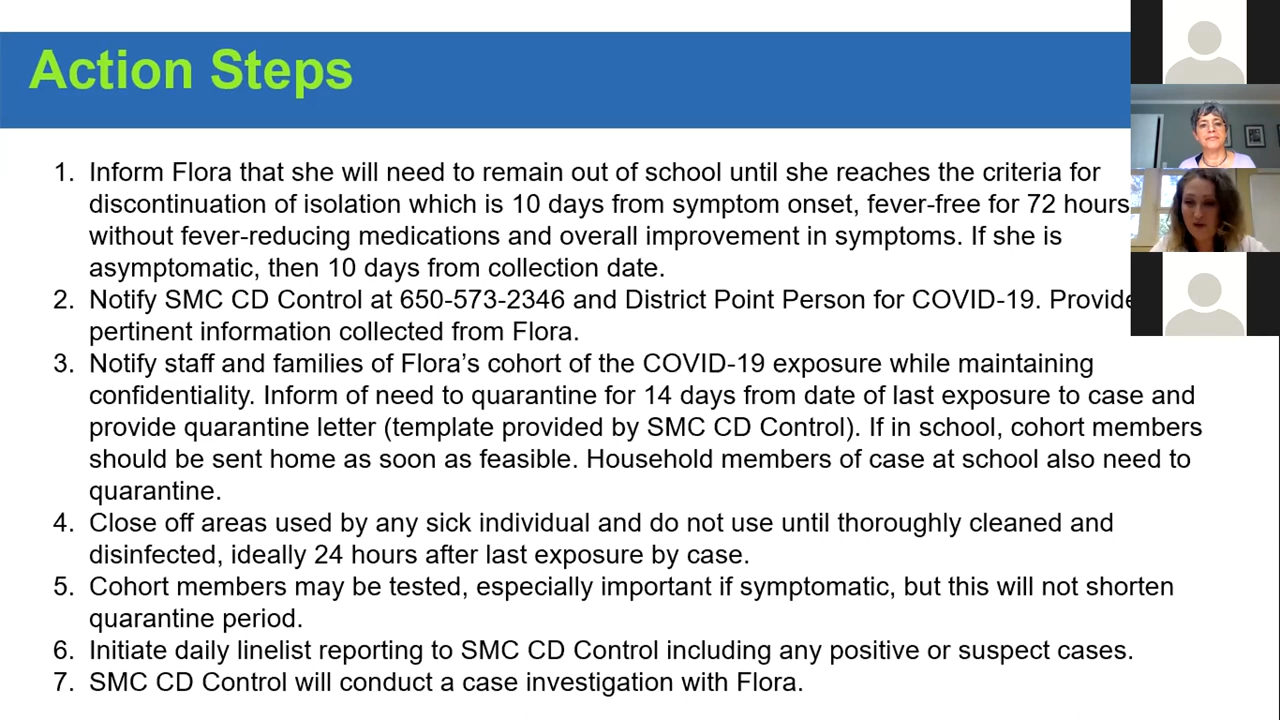 Action Steps
1. Inform Flora that she will need to remain out of school until she reaches the criteria for
discontinuation of isolation which is 10 days from symptom onset, fever-free for 72 hours
without fever-reducing medications and overall improvement in symptoms. If she is
asymptomatic, then 10 days from collection date.
2. Notify SMC CD Control at 650-573-2346 and District Point Person for COVID-19. Provide
pertinent information collected from Flora.
3. Notify staff and families of Flora’s cohort of the COVID-19 exposure while maintaining
confidentiality. Inform of need to quarantine for 14 days from date of last exposure to case and
provide quarantine letter (template provided by SMC CD Control). If in school, cohort members
should be sent home as soon as feasible. Household members of case at school also need to
quarantine.
4. Close off areas used by any sick individual and do not use until thoroughly cleaned and
disinfected, ideally 24 hours after last exposure by case.
5. Cohort members may be tested, especially important if symptomatic, but this will not shorten
quarantine period.
6. Initiate daily linelist reporting to SMC CD Control including any positive or suspect cases.
7. SMC CD Control will conduct a case investigation with Flora.